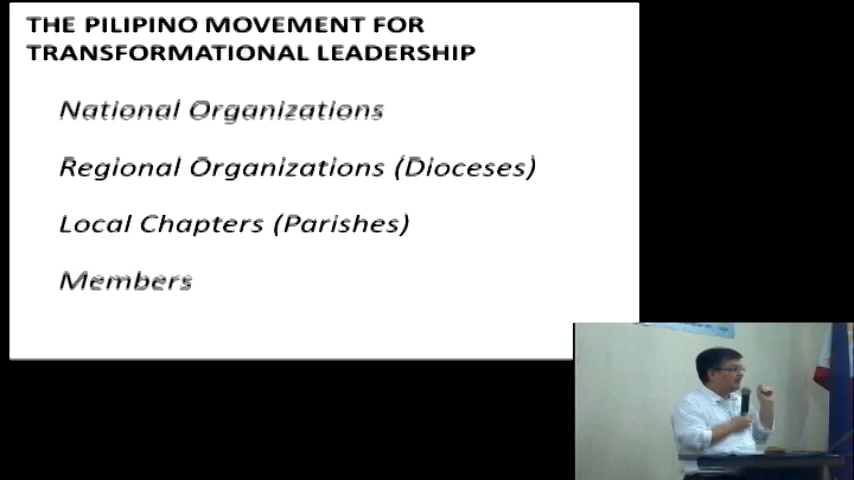 THE PILIPINO MOVEMENT FOR
TRANSFORMATIONAL LEADERSHIP
National Organizations
Regional Organizations (Dioceses)
Local Chapters (Parishes)
Members